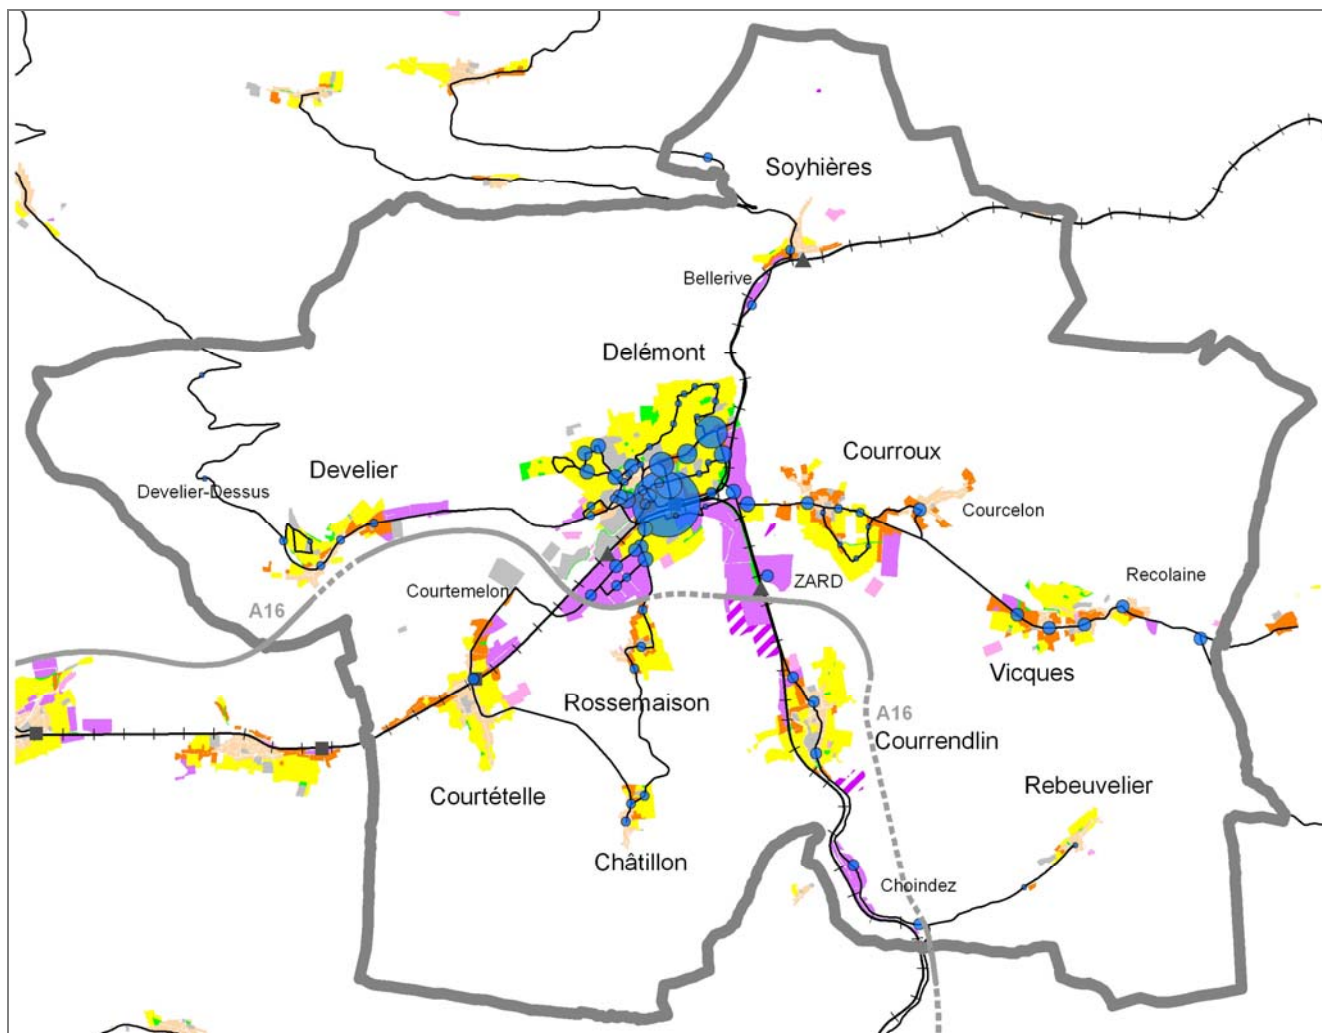 Soyhières
Bellerive
Delémont
Develier
Courroux
Develier-Dessus
Courcelon
Courtemelon
ZARD
Recolaine
A16
Vicques
Rossemaison
A16
Courrendlin
Courtételle
Rebeuvelier
Châtillon
Choindez